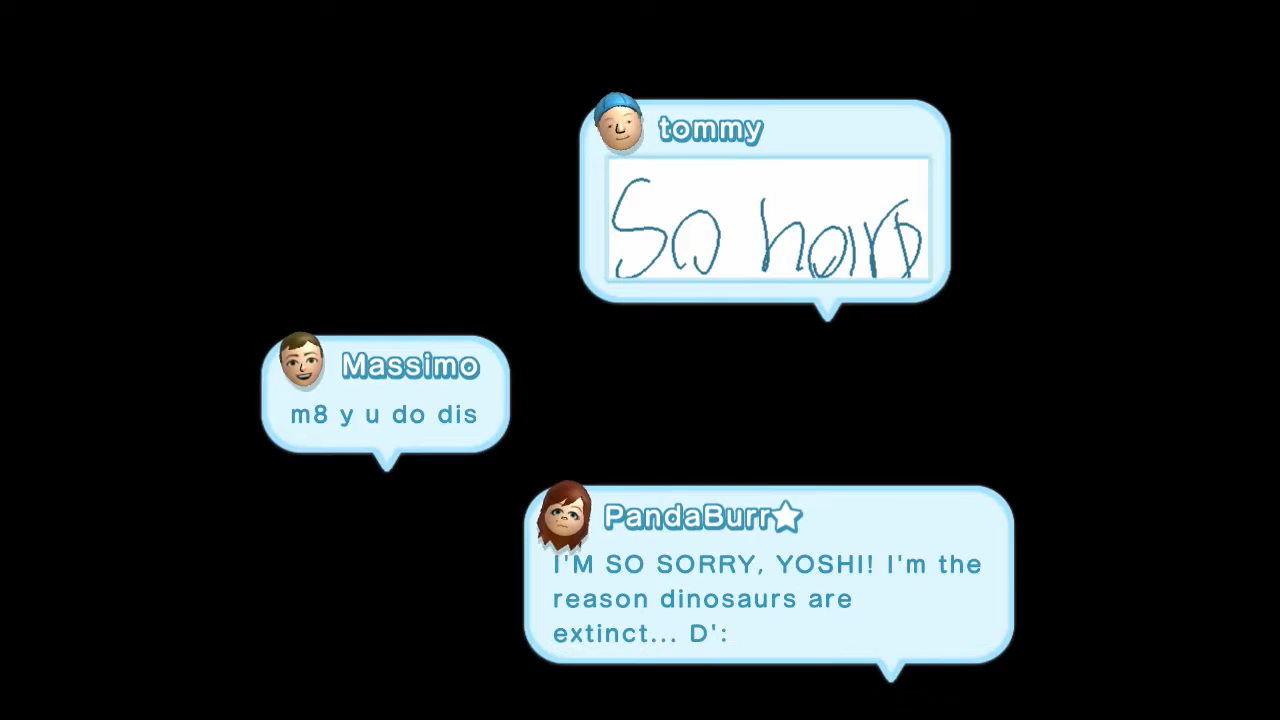 tommy
So hard
Massimo
m8 y u do dis
PandaBurr☆
I'M SO SORRY, YOSHI! I'm the
reason dinosaurs are
extinct... D':